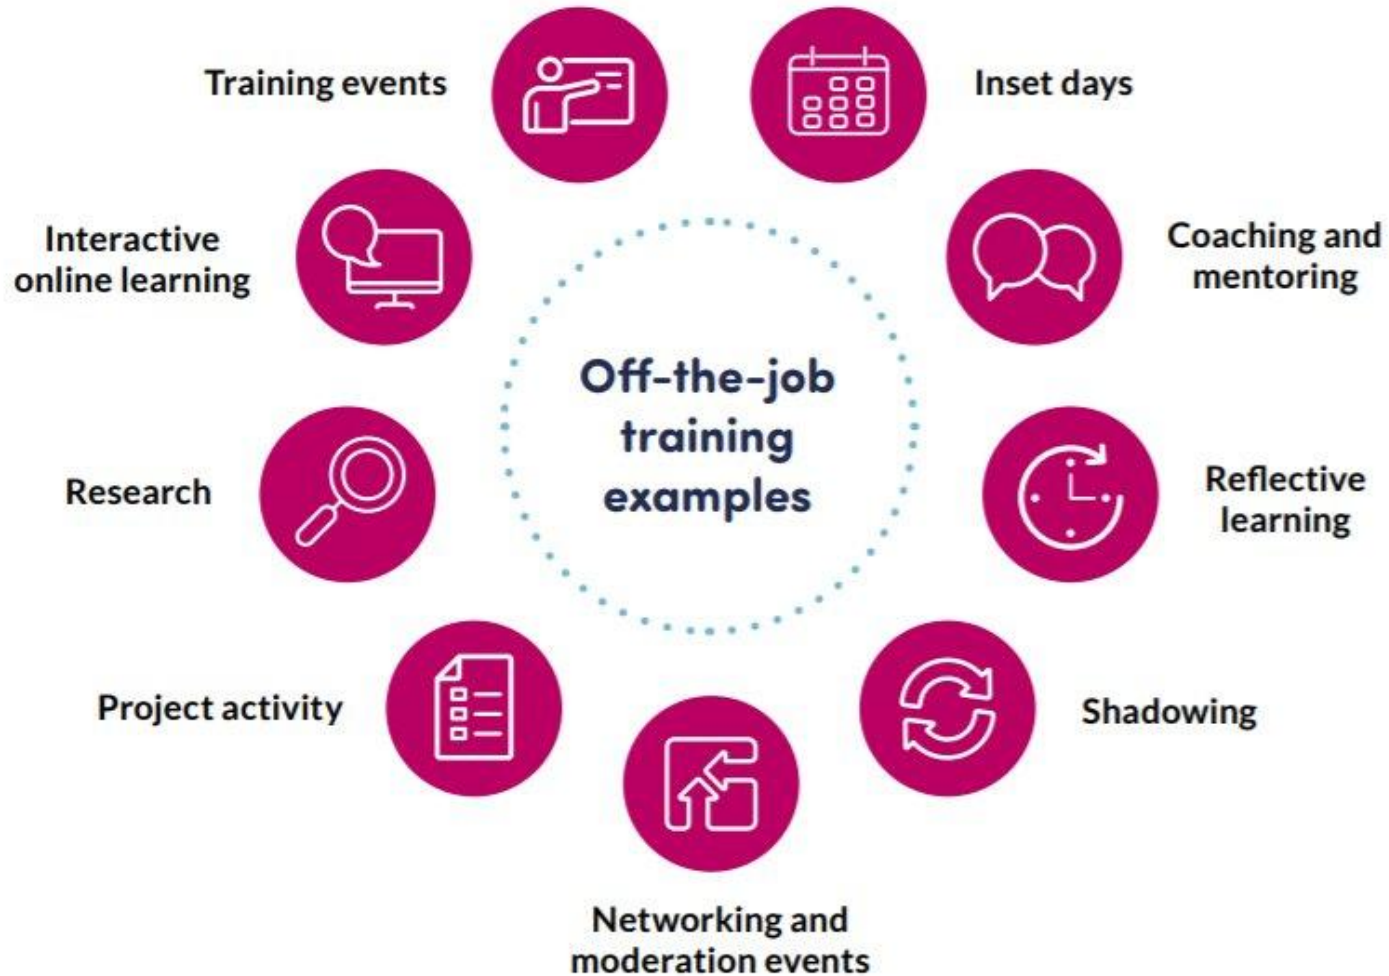 Training events
Inset days
Interactive
online learning
Coaching and
mentoring
Off-the-job
training
examples
Research
Reflective
learning
Project activity
Shadowing
Networking and
moderation events